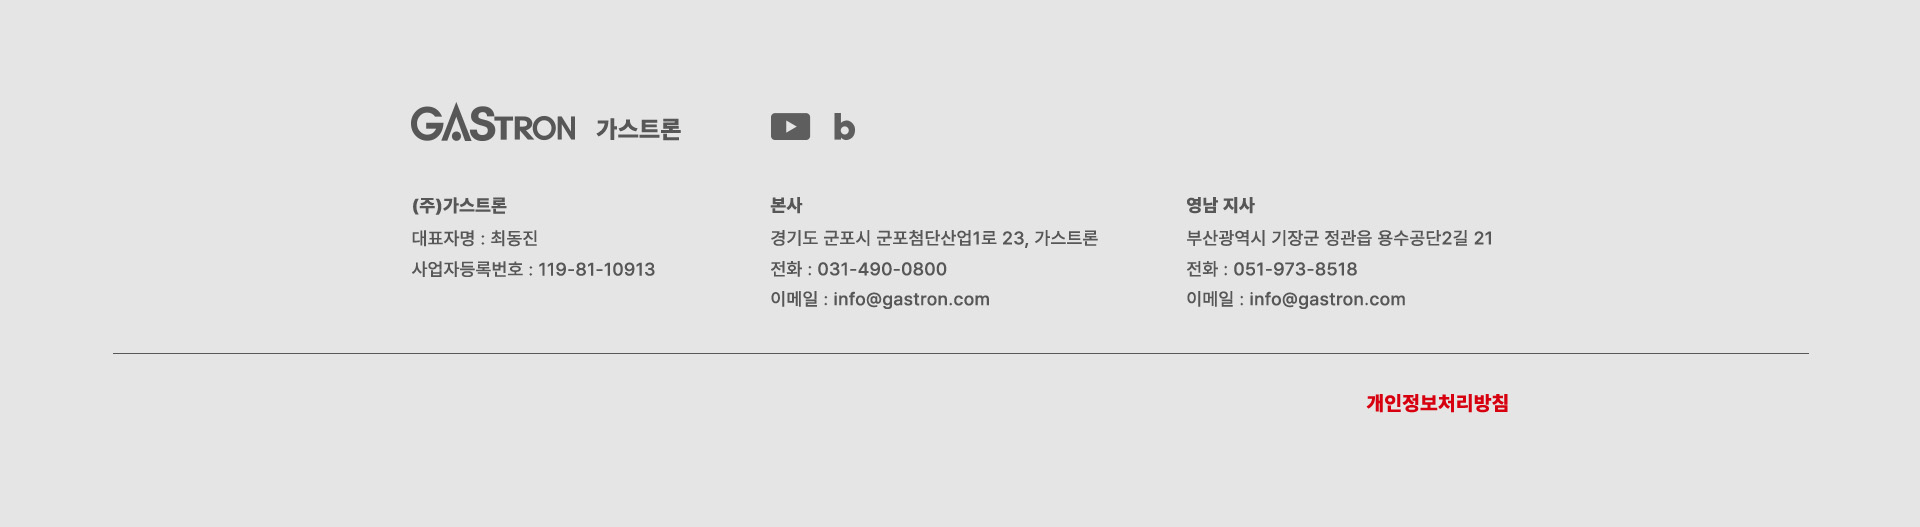 GASTRON 가스트론
b
(주)가스트론
대표자명 : 최동진
사업자등록번호 : 119-81-10913
본사
경기도 군포시 군포첨단산업1로 23, 가스트론
전화 : 031-490-0800
이메일 : info@gastron.com
영남 지사
부산광역시 기장군 정관읍 용수공단2길 21
전화 : 051-973-8518
이메일 : info@gastron.com
개인정보처리방침